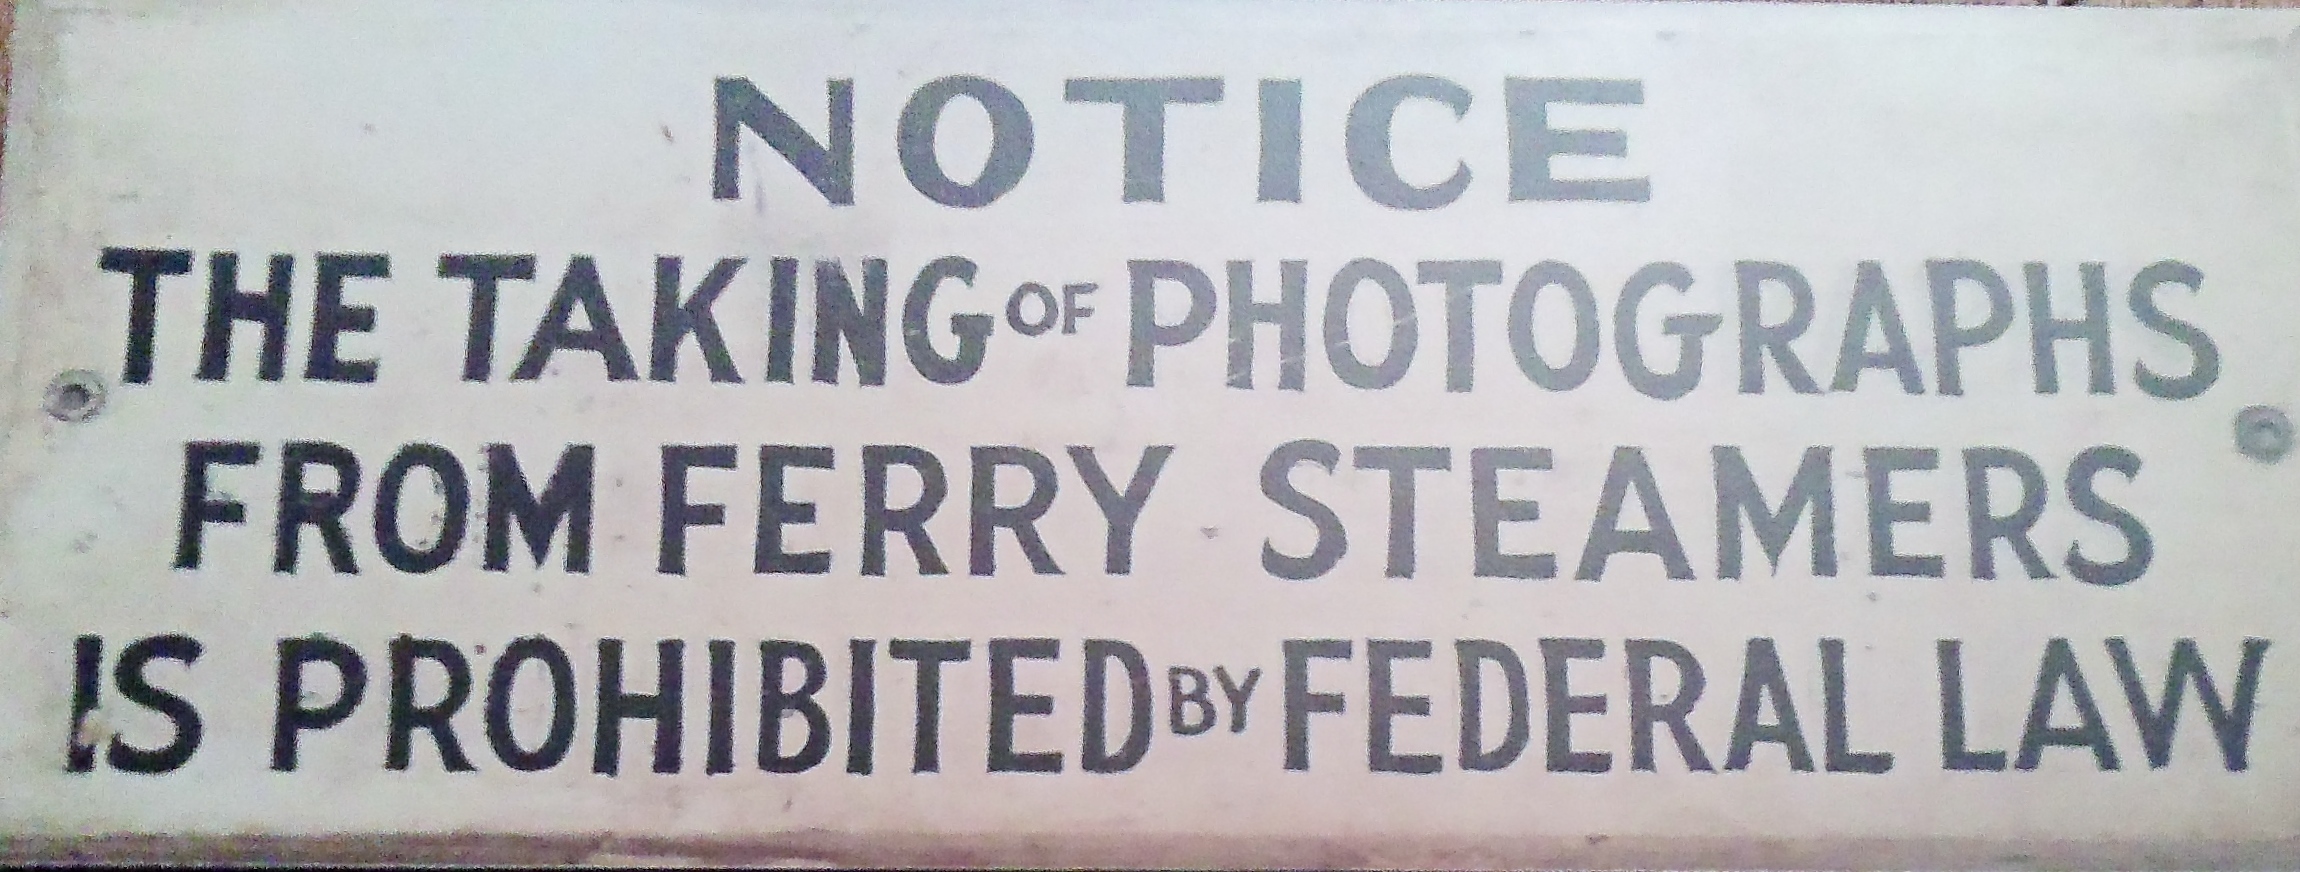 NOTICE
THE TAKING OF PHOTOGRAPHS
FROM FERRY STEAMERS
IS PROHIBITED BY FEDERAL LAW